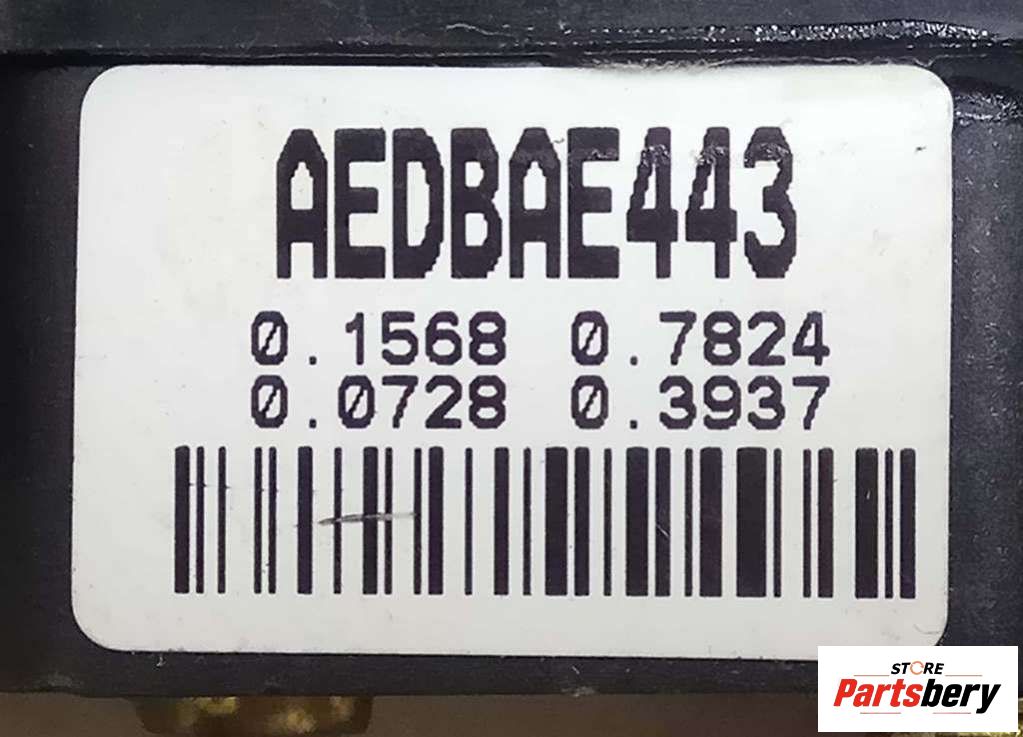 AEDBAE443
0.1568 0.7824
0.0728 0.3937
STORE
Partsbery